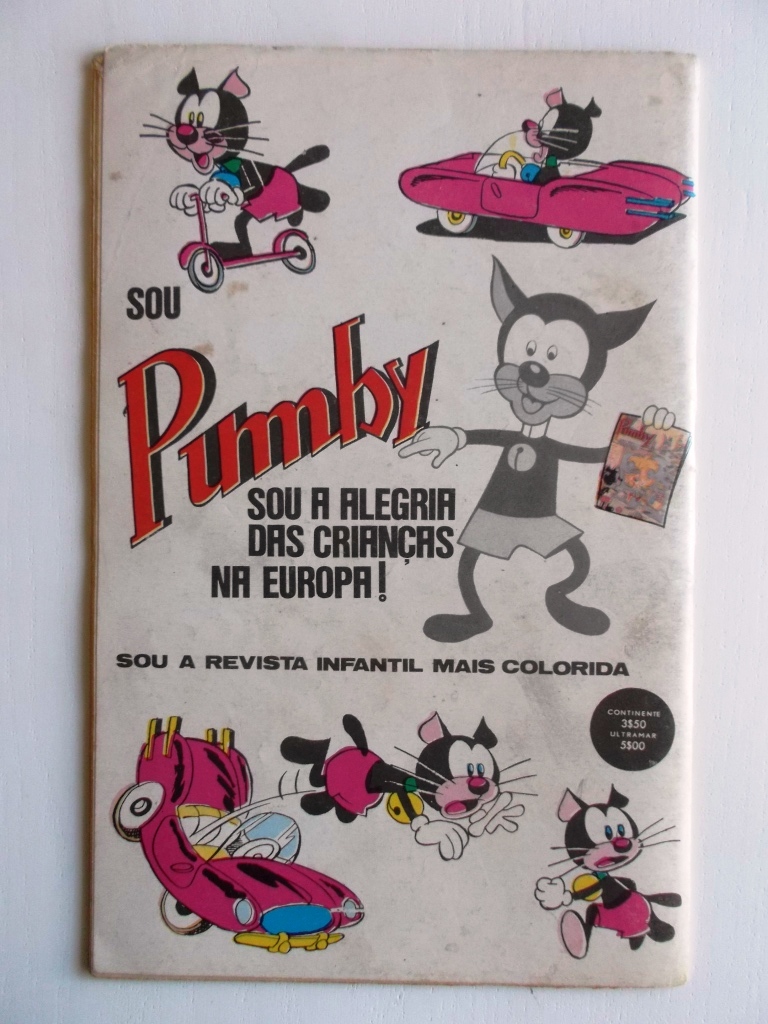 SOU
Pumby
SOU A ALEGRIA
DAS CRIANÇAS
NA EUROPA!
SOU A REVISTA INFANTIL MAIS COLORIDA
CONTINENTE
3$50
ULTRAMAR
5$00
Pumby